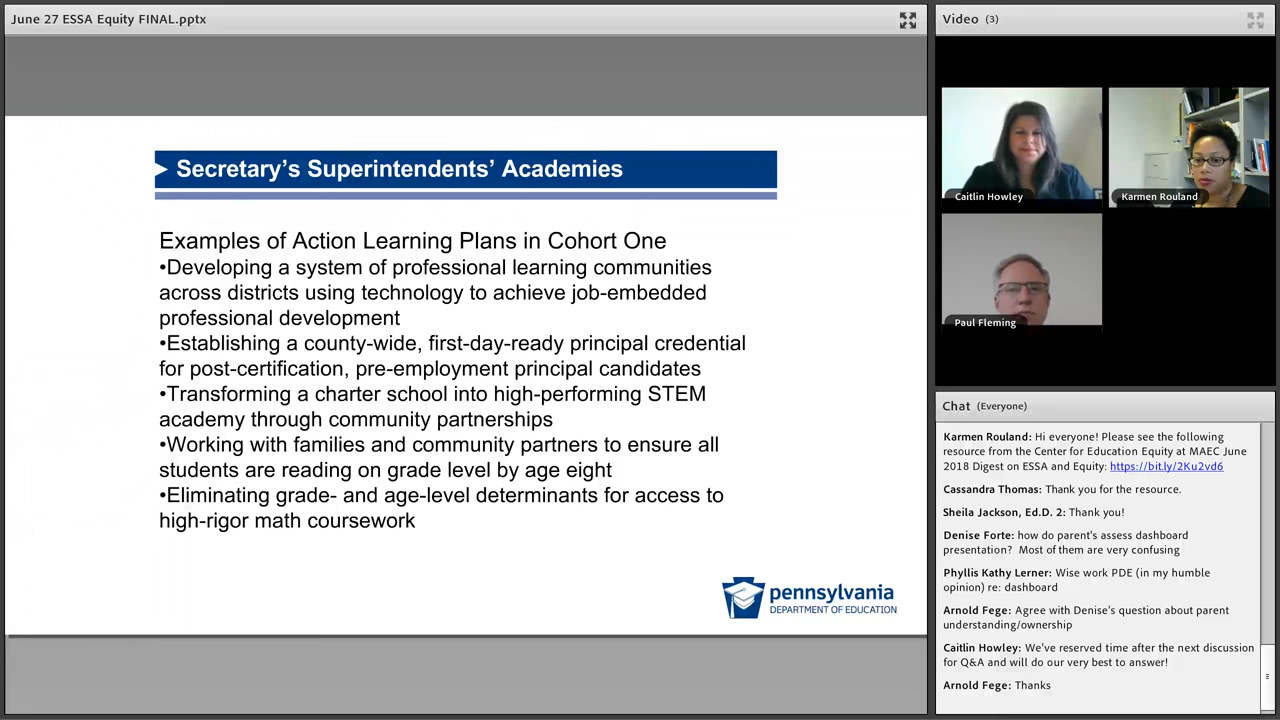 June 27 ESSA Equity FINAL.pptx
Secretary’s Superintendents’ Academies
Examples of Action Learning Plans in Cohort One
•Developing a system of professional learning communities
across districts using technology to achieve job-embedded
professional development
•Establishing a county-wide, first-day-ready principal credential
for post-certification, pre-employment principal candidates
•Transforming a charter school into high-performing STEM
academy through community partnerships
•Working with families and community partners to ensure all
students are reading on grade level by age eight
•Eliminating grade- and age-level determinants for access to
high-rigor math coursework
pennsylvania
DEPARTMENT OF EDUCATION
Video (3)
Caitlin Howley
Karmen Rouland
Paul Fleming
Chat (Everyone)
Karmen Rouland: Hi everyone! Please see the following
resource from the Center for Education Equity at MAEC June
2018 Digest on ESSA and Equity: https://bit.ly/2Ku2vd6
Cassandra Thomas: Thank you for the resource.
Sheila Jackson, Ed.D. 2: Thank you!
Denise Forte: how do parent's assess dashboard
presentation? Most of them are very confusing
Phyllis Kathy Lerner: Wise work PDE (in my humble
opinion) re: dashboard
Arnold Fege: Agree with Denise's question about parent
understanding/ownership
Caitlin Howley: We've reserved time after the next discussion
for Q&A and will do our very best to answer!
Arnold Fege: Thanks